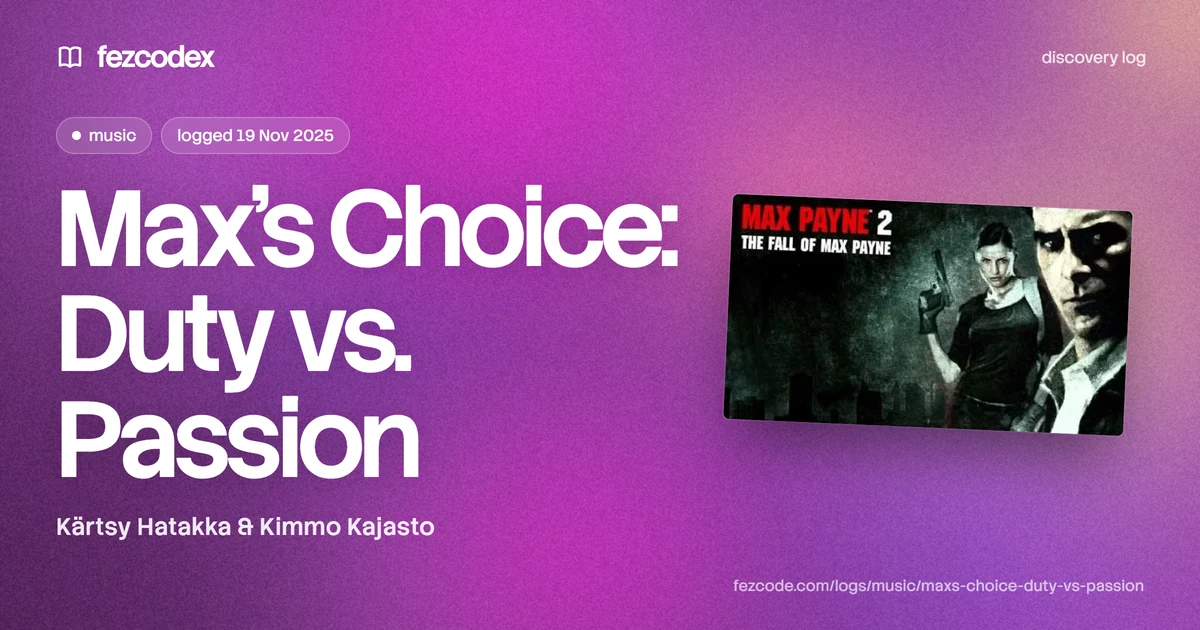 fezcodex
discovery log
music
logged 19 Nov 2025
Max’s Choice:
Duty vs.
Passion
MAX PAYNE 2
THE FALL OF MAX PAYNE
Kärtsy Hatakka & Kimmo Kajasto
fezcode.com/logs/music/maxs-choice-duty-vs-passion